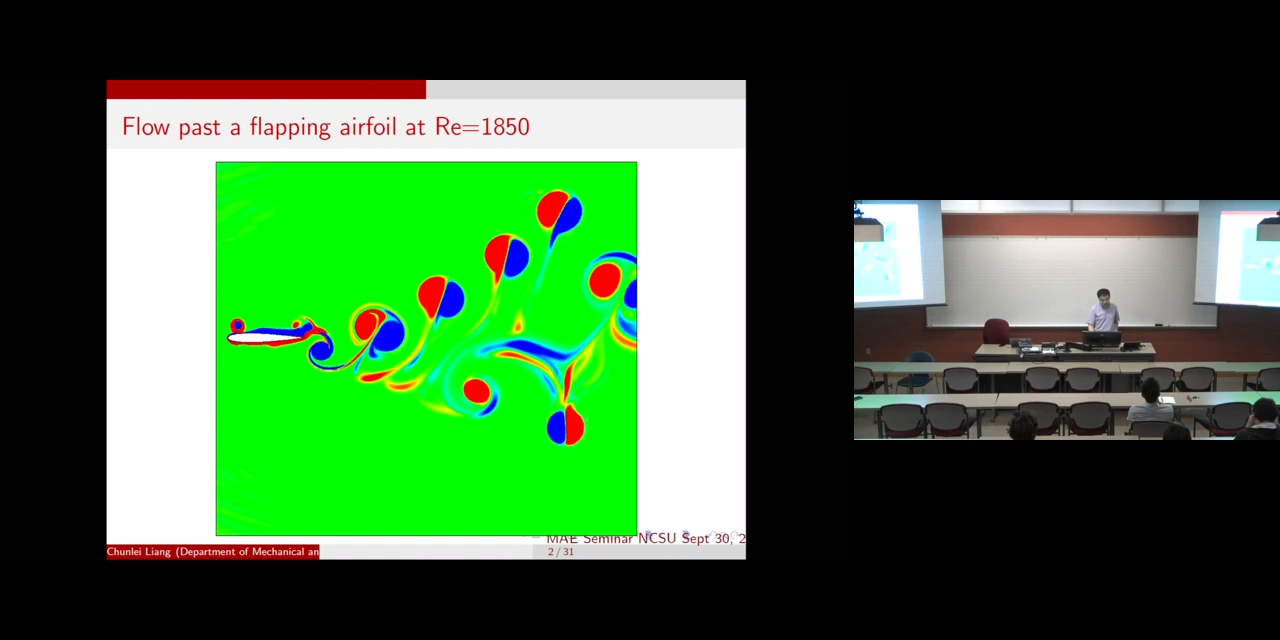 Flow past a flapping airfoil at Re=1850
MAE Seminar NCSU Sept 30, 2
Chunlei Liang (Department of Mechanical an
2 / 31